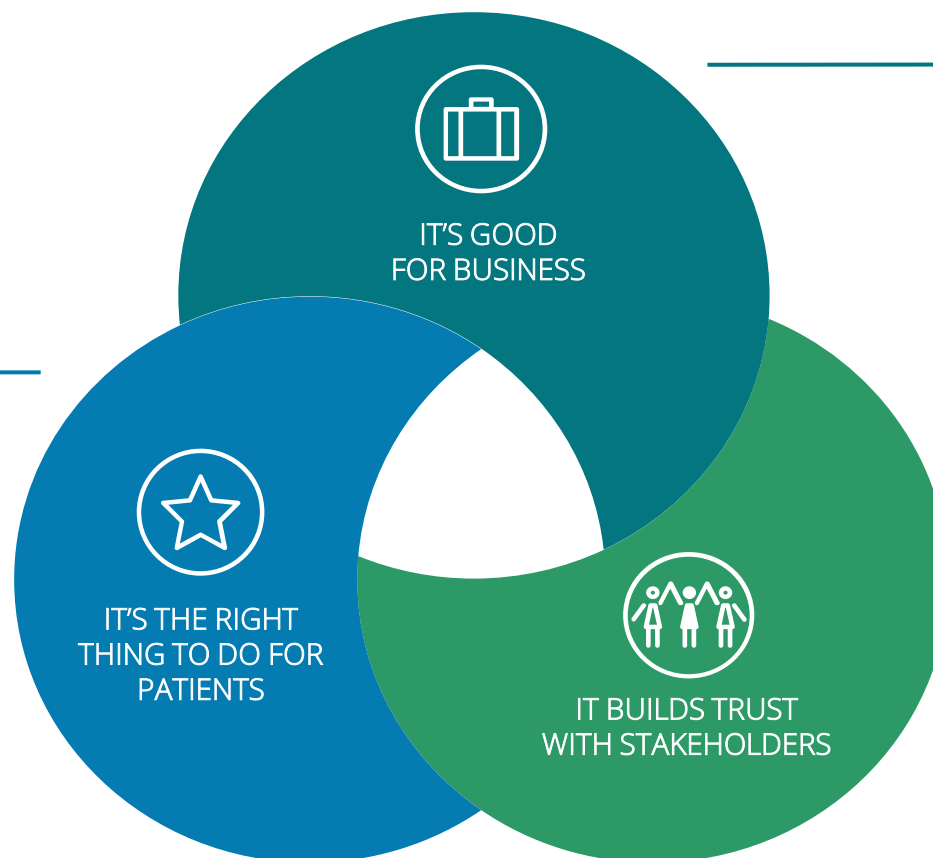 IT'S GOOD
FOR BUSINESS
IT'S THE RIGHT
THING TO DO FOR
PATIENTS
IT BUILDS TRUST
WITH STAKEHOLDERS